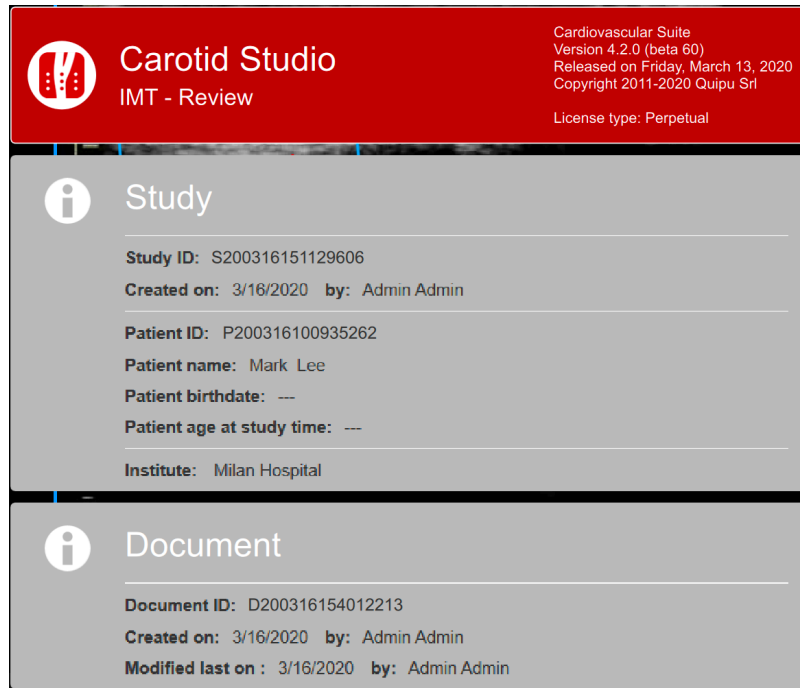 Carotid Studio
IMT - Review
Cardiovascular Suite
Version 4.2.0 (beta 60)
Released on Friday, March 13, 2020
Copyright 2011-2020 Quipu Srl
License type: Perpetual
Study
Study ID: S200316151129606
Created on: 3/16/2020 by: Admin Admin
Patient ID: P200316100935262
Patient name: Mark Lee
Patient birthdate: ---
Patient age at study time: ---
Institute: Milan Hospital
Document
Document ID: D200316154012213
Created on: 3/16/2020 by: Admin Admin
Modified last on : 3/16/2020 by: Admin Admin